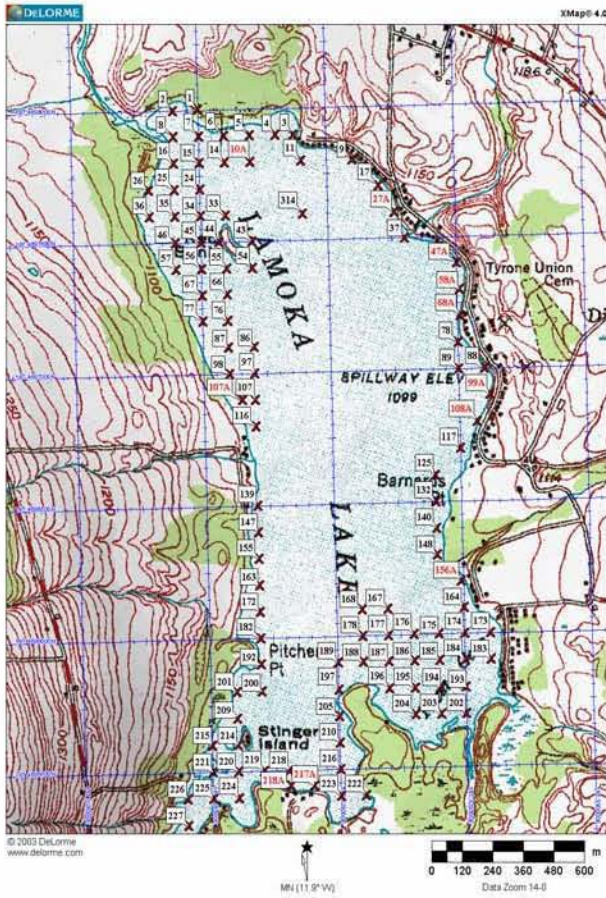 DELORME
XMap® 4.0
1186
2 1
8 7 6 5 4 3
16 15 14 10A 11 9
1150
26 25 24 17
36 35 34 33 314 27A
46 45 44 43 37
57 56 55 54 47A
1150
1100
LAMOKA
Tyrone Union
Cem
67 66 58A
77 76 68A
87 86 78
98 97 89 88
SPILLWAY ELEV
1099
99A
107A 107
108A
1250
116
117
125
1114
Barnards
Pt
132
139
1200
LAKE
147 140
155 148
163 156A
172 168 167 164
182 178 177 176 175 174 173
192
Pitcher
Pt
189 188 187 186 185 184 183
201 200 197 196 195 194 193
209 205 204 203 202
Stinger
Island
1150
1300
215 214 210
221 220 219 218 216
218A 217A
226 225 224 223 222
227
© 2003 DeLorme
www.delorme.com
MN (11.9° W)
m
0 120 240 360 480 600
Data Zoom 14-0